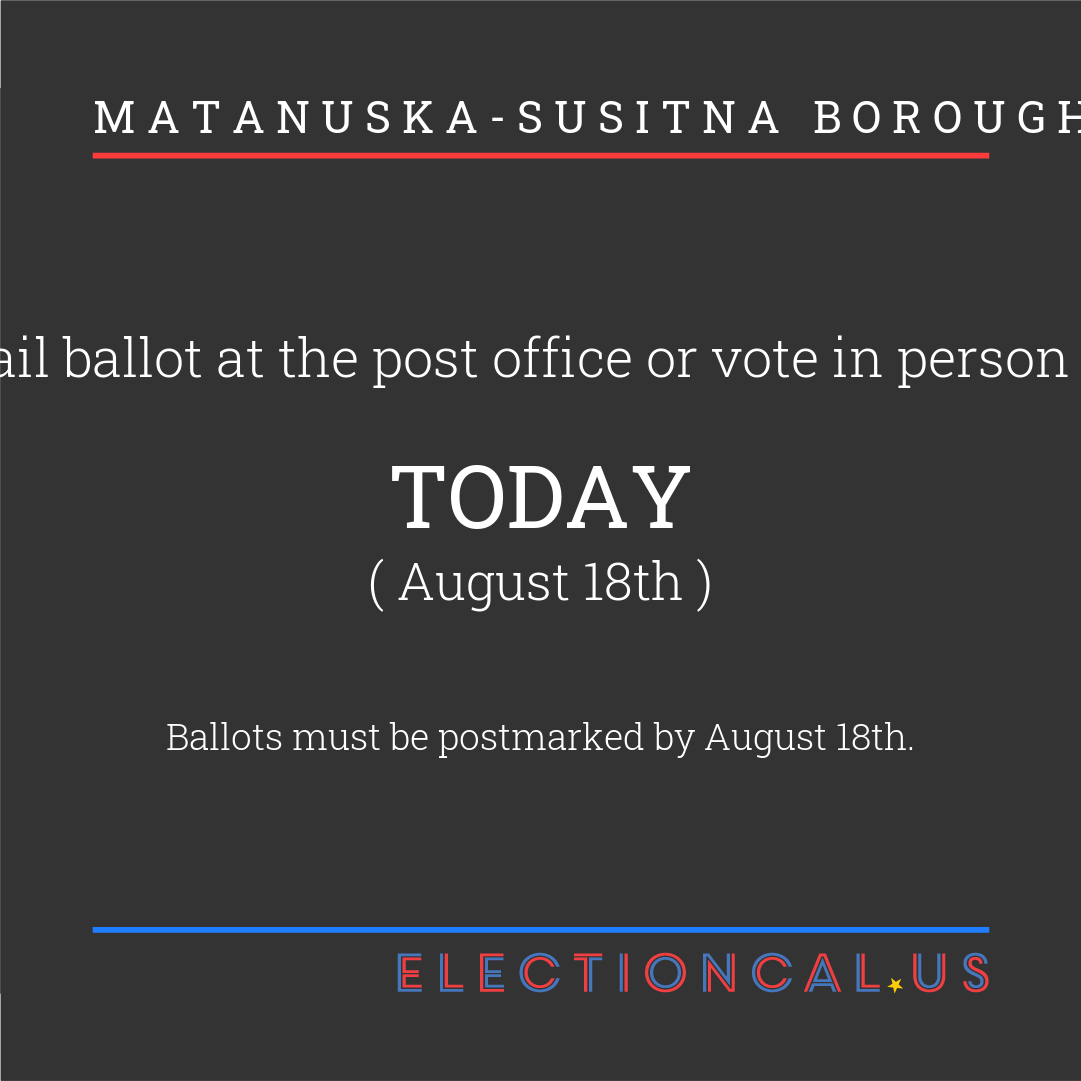 MATANUSKA-SUSITNA BOROUGH
ail ballot at the post office or vote in person
TODAY
( August 18th )
Ballots must be postmarked by August 18th.
ELECTIONCAL.US